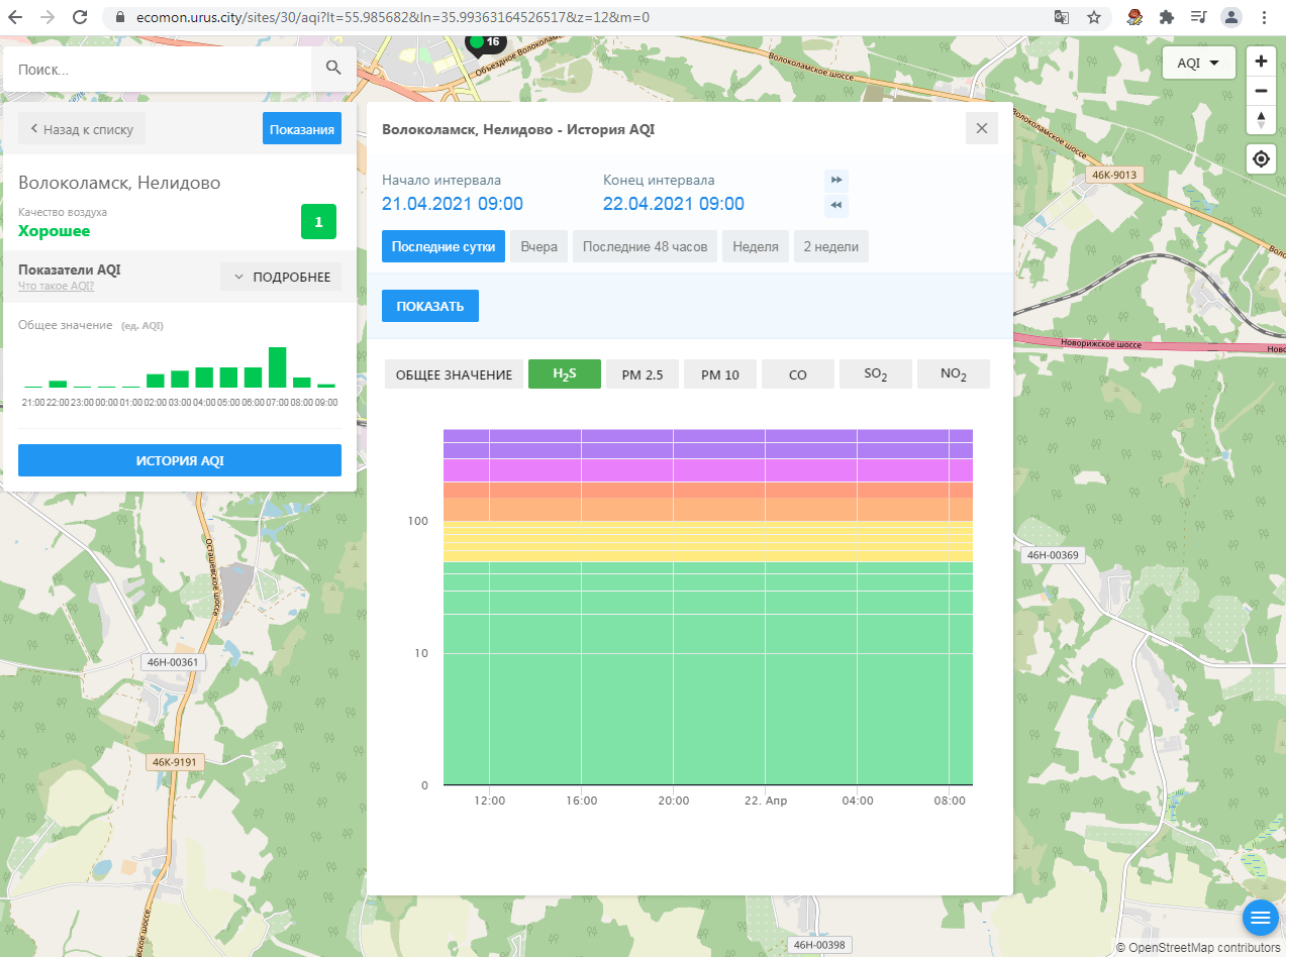 ecomon.urus.city/sites/30/aqi?lt=55.985682&ln=35.99363164526517&z=12&m=0
16
Объездное Волоколамск
Волоколамское шоссе
Поиск...
AQI
Назад к списку
Показания
Волоколамск, Нелидово - История AQI
Волоколамское шоссе
46К-9013
Волоколамск, Нелидово
Начало интервала
Конец интервала
21.04.2021 09:00
22.04.2021 09:00
Качество воздуха
Хорошее
1
Последние сутки
Вчера
Последние 48 часов
Неделя
2 недели
Показатели AQI
Что такое AQI?
ПОДРОБНЕЕ
ПОКАЗАТЬ
Общее значение (ед. AQI)
Новорижское шоссе
21:00 22:00 23:00 00:00 01:00 02:00 03:00 04:00 05:00 06:00 07:00 08:00 09:00
ОБЩЕЕ ЗНАЧЕНИЕ
H2S
PM 2.5
PM 10
CO
SO2
NO2
ИСТОРИЯ AQI
100
Осташёвское шоссе
46Н-00369
10
46Н-00361
46К-9191
0
12:00
16:00
20:00
22. Апр
04:00
08:00
46Н-00398
© OpenStreetMap contributors